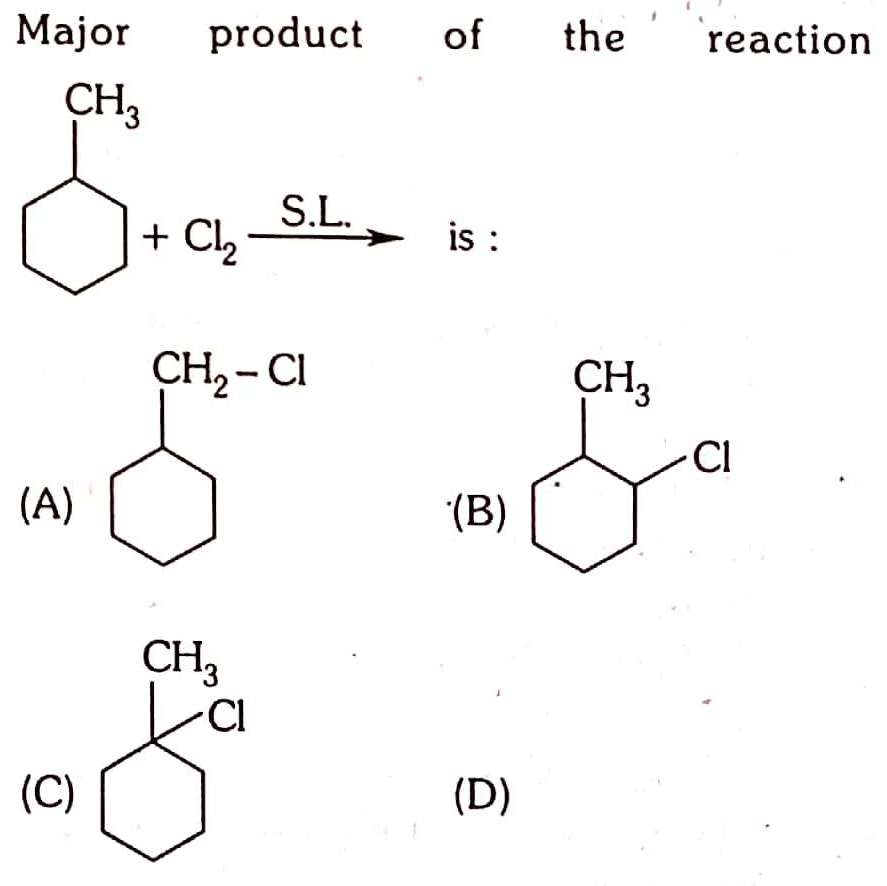 Major product of the reaction
CH₃
+ Cl₂ S.L. is :
CH₂–Cl
(A)
CH₃
Cl
(B)
CH₃
Cl
(C)
(D)